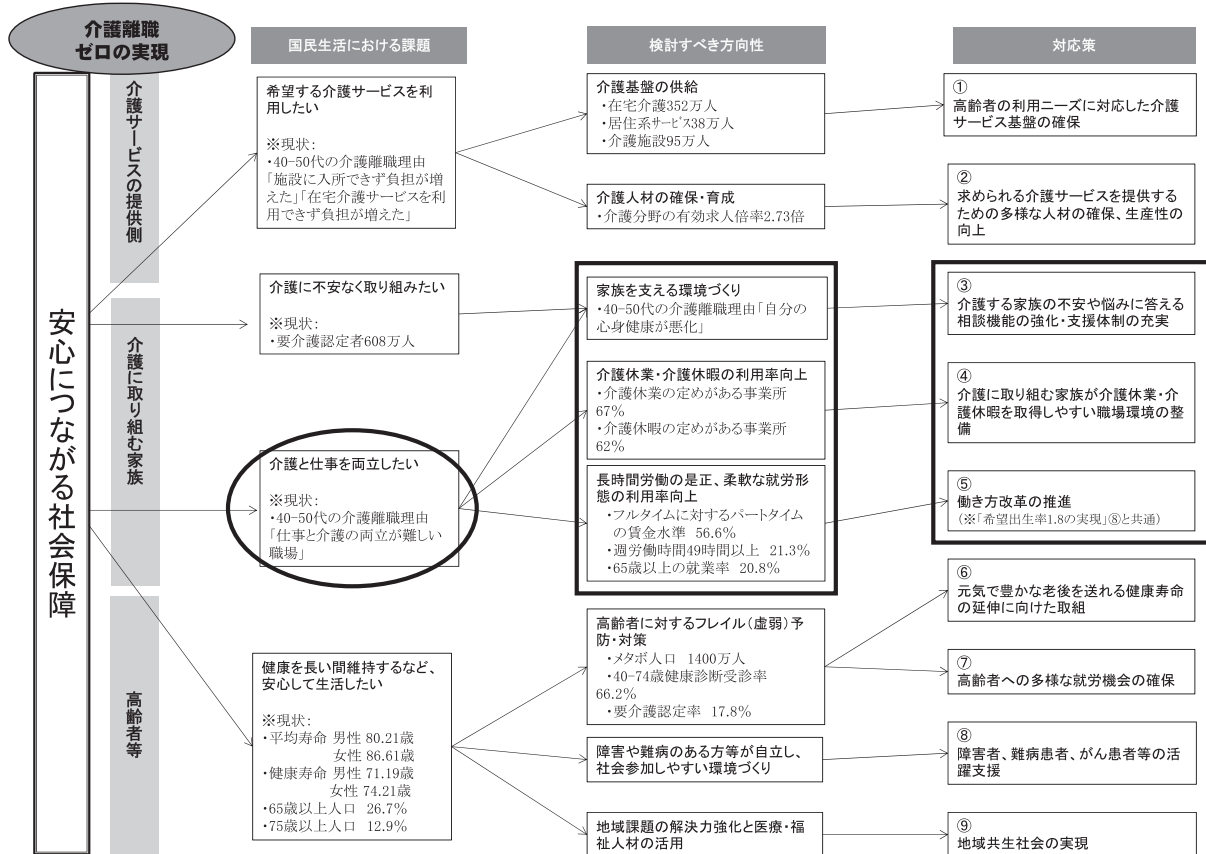 介護離職
ゼロの実現
国民生活における課題
検討すべき方向性
対応策
安心につながる社会保障
介護サービスの提供側
介護に取り組む家族
高齢者等
希望する介護サービスを利
用したい
※現状:
・40-50代の介護離職理由
「施設に入所できず負担が増
えた」「在宅介護サービスを利
用できず負担が増えた」
介護に不安なく取り組みたい
※現状:
・要介護認定者608万人
介護と仕事を両立したい
※現状:
・40-50代の介護離職理由
「仕事と介護の両立が難しい
職場」
健康を長い間維持するなど、
安心して生活したい
※現状:
・平均寿命 男性 80.21歳
女性 86.61歳
・健康寿命 男性 71.19歳
女性 74.21歳
・65歳以上人口 26.7%
・75歳以上人口 12.9%
介護基盤の供給
・在宅介護352万人
・居住系サービス38万人
・介護施設95万人
介護人材の確保・育成
・介護分野の有効求人倍率2.73倍
家族を支える環境づくり
・40-50代の介護離職理由「自分の
心身健康が悪化」
介護休業・介護休暇の利用率向上
・介護休業の定めがある事業所
67%
・介護休暇の定めがある事業所
62%
長時間労働の是正、柔軟な就労形
態の利用率向上
・フルタイムに対するパートタイム
の賃金水準 56.6%
・週労働時間49時間以上 21.3%
・65歳以上の就業率 20.8%
高齢者に対するフレイル(虚弱)予
防・対策
・メタボ人口 1400万人
・40-74歳健康診断受診率
66.2%
・要介護認定率 17.8%
障害や難病のある方等が自立し、
社会参加しやすい環境づくり
地域課題の解決力強化と医療・福
祉人材の活用
①
高齢者の利用ニーズに対応した介護
サービス基盤の確保
②
求められる介護サービスを提供する
ための多様な人材の確保、生産性の
向上
③
介護する家族の不安や悩みに答える
相談機能の強化・支援体制の充実
④
介護に取り組む家族が介護休業・介
護休暇を取得しやすい職場環境の整
備
⑤
働き方改革の推進
(※「希望出生率1.8の実現」⑧と共通)
⑥
元気で豊かな老後を送れる健康寿命
の延伸に向けた取組
⑦
高齢者への多様な就労機会の確保
⑧
障害者、難病患者、がん患者等の活
躍支援
⑨
地域共生社会の実現